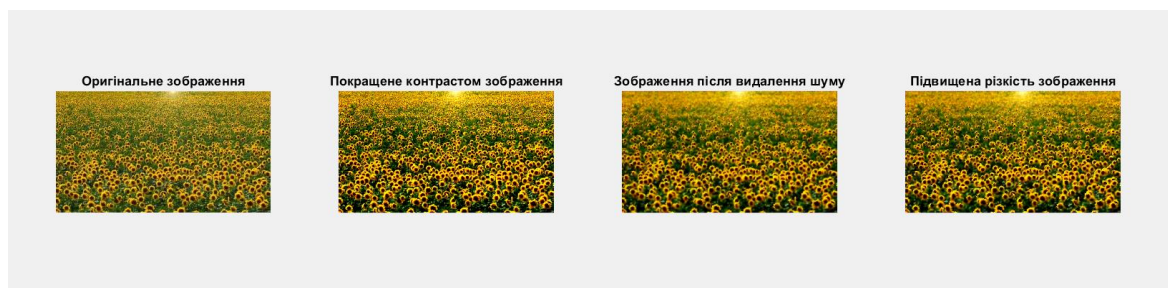 Оригінальне зображення
Покращене контрастом зображення
Зображення після видалення шуму
Підвищена різкість зображення